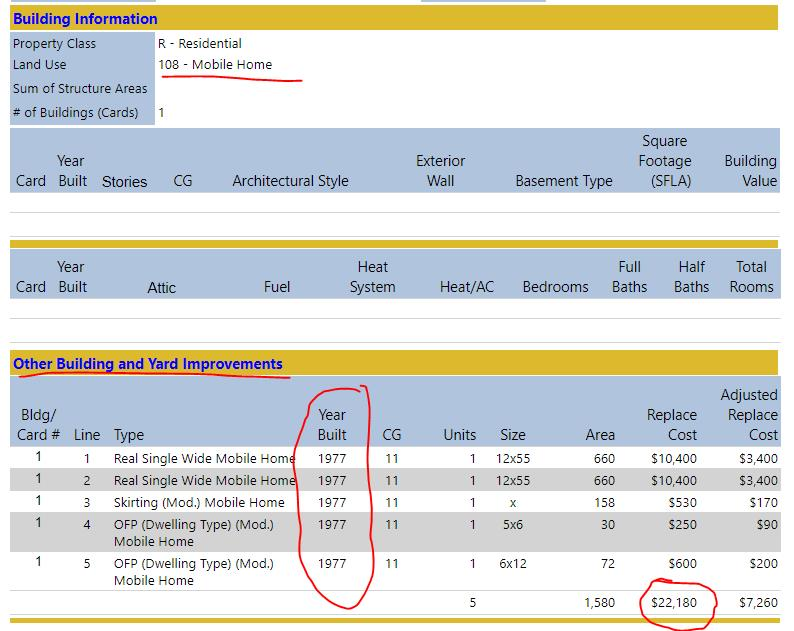 Building Information
Property Class R - Residential
Land Use 108 - Mobile Home
Sum of Structure Areas
# of Buildings (Cards) 1
Card Year Built Stories CG Architectural Style Exterior Wall Basement Type Square Footage (SFLA) Building Value
Card Year Built Attic Fuel Heat System Heat/AC Bedrooms Full Baths Half Baths Total Rooms
Other Building and Yard Improvements
Bldg/ Card # Line Type Year Built CG Units Size Area Replace Cost Adjusted Replace Cost
1 1 Real Single Wide Mobile Home 1977 11 1 12x55 660 $10,400 $3,400
1 2 Real Single Wide Mobile Home 1977 11 1 12x55 660 $10,400 $3,400
1 3 Skirting (Mod.) Mobile Home 1977 11 1 x 158 $530 $170
1 4 OFP (Dwelling Type) (Mod.) 1977 11 1 5x6 30 $250 $90
Mobile Home
1 5 OFP (Dwelling Type) (Mod.) 1977 11 1 6x12 72 $600 $200
Mobile Home
5 1,580 $22,180 $7,260